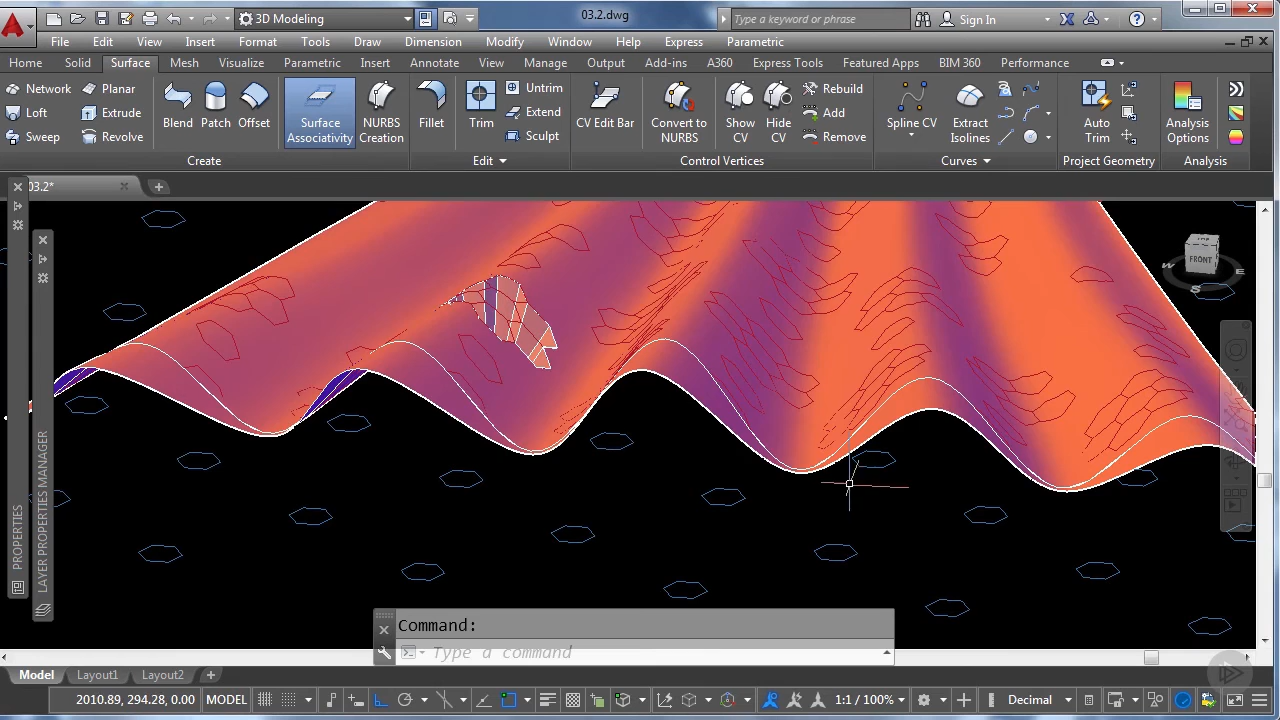 3D Modeling
03.2.dwg
Type a keyword or phrase
Sign In
File Edit View Insert Format Tools Draw Dimension Modify Window Help Express Parametric
Home Solid Surface Mesh Visualize Parametric Insert Annotate View Manage Output Add-ins A360 Express Tools Featured Apps BIM 360 Performance
Network Planar
Loft Extrude
Sweep Revolve
Blend Patch Offset
Surface
Associativity
NURBS
Creation
Fillet
Trim
Untrim
Extend
Sculpt
CV Edit Bar
Convert to
NURBS
Show
CV
Hide
CV
Rebuild
Add
Remove
Spline CV
Extract
Isolines
Auto
Trim
Analysis
Options
Create Edit Control Vertices Curves Project Geometry Analysis
03.2*
FRONT
W
S
E
PROPERTIES
LAYER PROPERTIES MANAGER
Command:
Type a command
Model Layout1 Layout2
2010.89, 294.28, 0.00 MODEL 1:1 / 100% Decimal